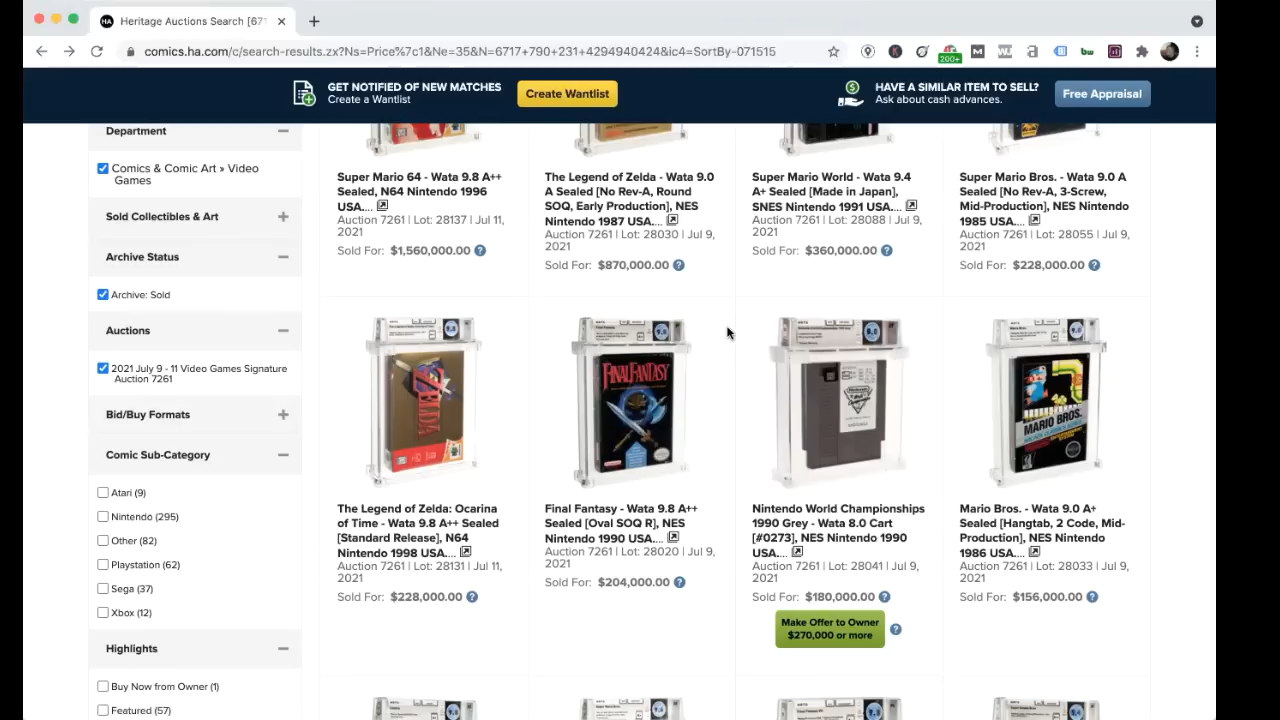 Heritage Auctions Search [671
comics.ha.com/c/search-results.zx?Ns=Price%7c1&Ne=35&N=6717+790+231+4294940424&ic4=SortBy-071515
200+
GET NOTIFIED OF NEW MATCHES
Create a Wantlist
Create Wantlist
HAVE A SIMILAR ITEM TO SELL?
Ask about cash advances.
Free Appraisal
Department
Comics & Comic Art » Video
Games
Sold Collectibles & Art
Archive Status
Archive: Sold
Auctions
2021 July 9 - 11 Video Games Signature
Auction 7261
Bid/Buy Formats
Comic Sub-Category
Atari (9)
Nintendo (295)
Other (82)
Playstation (62)
Sega (37)
Xbox (12)
Highlights
Buy Now from Owner (1)
Featured (57)
Super Mario 64 - Wata 9.8 A++
Sealed, N64 Nintendo 1996
USA....
Auction 7261 | Lot: 28137 | Jul 11,
2021
Sold For: $1,560,000.00
The Legend of Zelda - Wata 9.0
A Sealed [No Rev-A, Round
SOQ, Early Production], NES
Nintendo 1987 USA....
Auction 7261 | Lot: 28030 | Jul 9,
2021
Sold For: $870,000.00
Super Mario World - Wata 9.4
A+ Sealed [Made in Japan],
SNES Nintendo 1991 USA....
Auction 7261 | Lot: 28088 | Jul 9,
2021
Sold For: $360,000.00
Super Mario Bros. - Wata 9.0 A
Sealed [No Rev-A, 3-Screw,
Mid-Production], NES Nintendo
1985 USA....
Auction 7261 | Lot: 28055 | Jul 9,
2021
Sold For: $228,000.00
ZELDA
The Legend of Zelda: Ocarina
of Time - Wata 9.8 A++ Sealed
[Standard Release], N64
Nintendo 1998 USA....
Auction 7261 | Lot: 28131 | Jul 11,
2021
Sold For: $228,000.00
FINAL FANTASY
Final Fantasy - Wata 9.8 A++
Sealed [Oval SOQ R], NES
Nintendo 1990 USA....
Auction 7261 | Lot: 28020 | Jul 9,
2021
Sold For: $204,000.00
Nintendo World Championships
1990 Grey - Wata 8.0 Cart
[#0273], NES Nintendo 1990
USA....
Auction 7261 | Lot: 28041 | Jul 9,
2021
Sold For: $180,000.00
Make Offer to Owner
$270,000 or more
MARIO BROS.
Mario Bros. - Wata 9.0 A+
Sealed [Hangtab, 2 Code, Mid-
Production], NES Nintendo
1986 USA....
Auction 7261 | Lot: 28033 | Jul 9,
2021
Sold For: $156,000.00